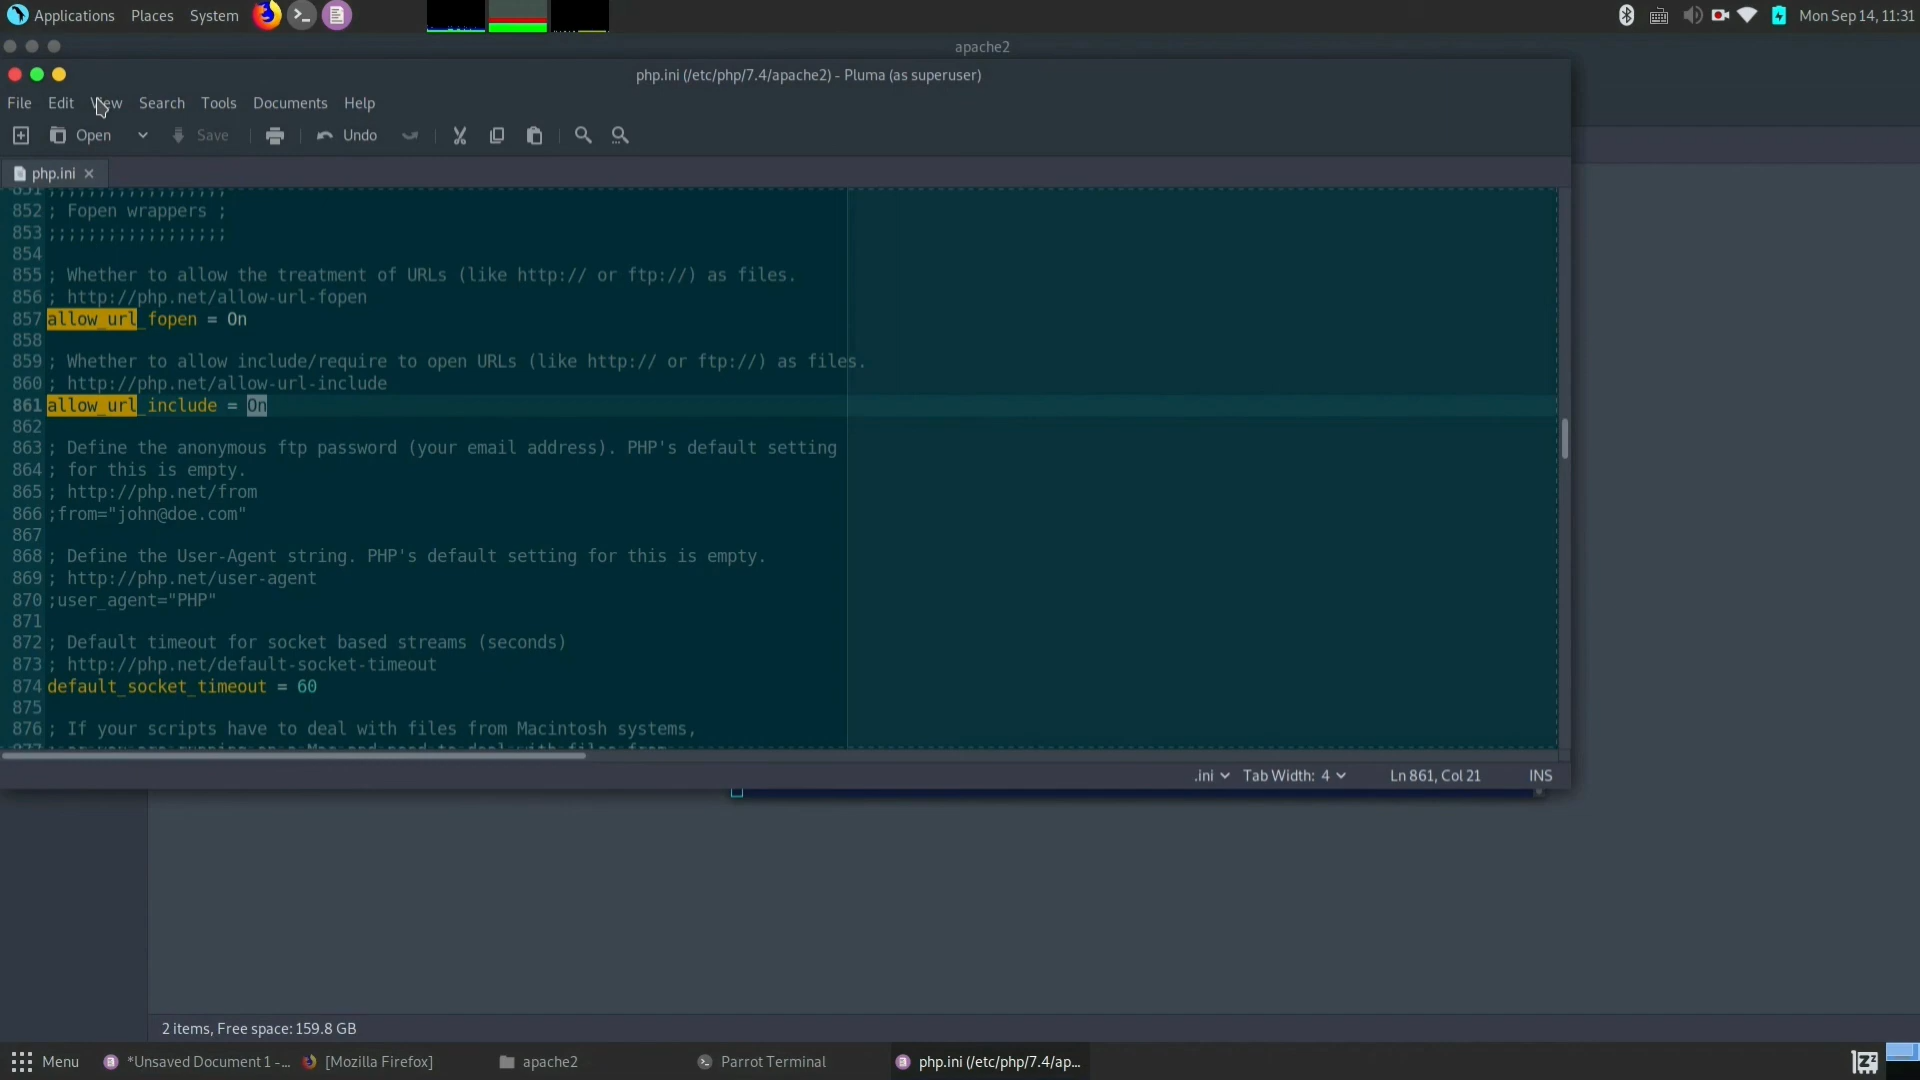 Applications Places System Mon Sep 14, 11:31
apache2
php.ini (/etc/php/7.4/apache2) - Pluma (as superuser)
File Edit View Search Tools Documents Help
Open Save Undo
php.ini
851 ;;;;;;;;;;;;;;;;;;
852 ; Fopen wrappers ;
853 ;;;;;;;;;;;;;;;;;;
854
855 ; Whether to allow the treatment of URLs (like http:// or ftp://) as files.
856 ; http://php.net/allow-url-fopen
857 allow_url_fopen = On
858
859 ; Whether to allow include/require to open URLs (like http:// or ftp://) as files.
860 ; http://php.net/allow-url-include
861 allow_url_include = On
862
863 ; Define the anonymous ftp password (your email address). PHP's default setting
864 ; for this is empty.
865 ; http://php.net/from
866 ;from="john@doe.com"
867
868 ; Define the User-Agent string. PHP's default setting for this is empty.
869 ; http://php.net/user-agent
870 ;user_agent="PHP"
871
872 ; Default timeout for socket based streams (seconds)
873 ; http://php.net/default-socket-timeout
874 default_socket_timeout = 60
875
876 ; If your scripts have to deal with files from Macintosh systems,
.ini Tab Width: 4 Ln 861, Col 21 INS
2 items, Free space: 159.8 GB
Menu *Unsaved Document 1 -... [Mozilla Firefox] apache2 Parrot Terminal php.ini (/etc/php/7.4/ap...